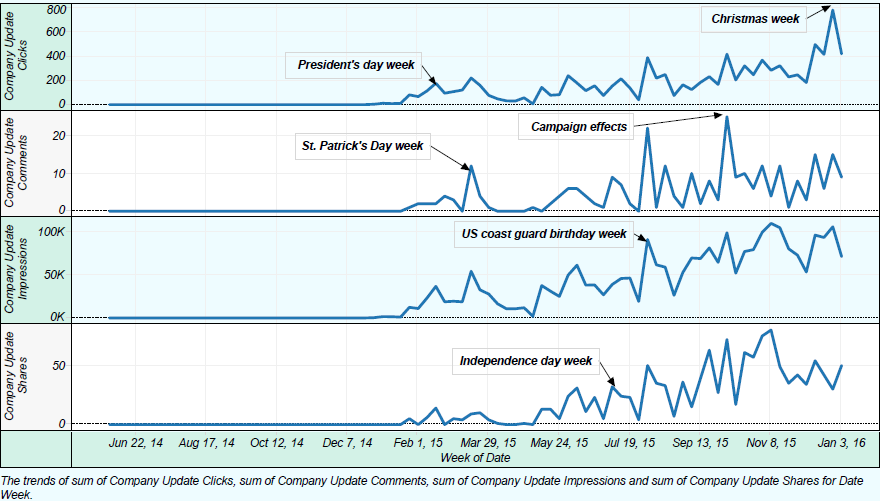 Company Update
Clicks
800
600
400
200
0
President's day week
Christmas week
Company Update
Comments
20
10
0
St. Patrick's Day week
Campaign effects
Company Update
Impressions
100K
50K
0K
US coast guard birthday week
Company Update
Shares
50
0
Independence day week
Jun 22, 14 Aug 17, 14 Oct 12, 14 Dec 7, 14 Feb 1, 15 Mar 29, 15 May 24, 15 Jul 19, 15 Sep 13, 15 Nov 8, 15 Jan 3, 16
Week of Date
The trends of sum of Company Update Clicks, sum of Company Update Comments, sum of Company Update Impressions and sum of Company Update Shares for Date
Week.